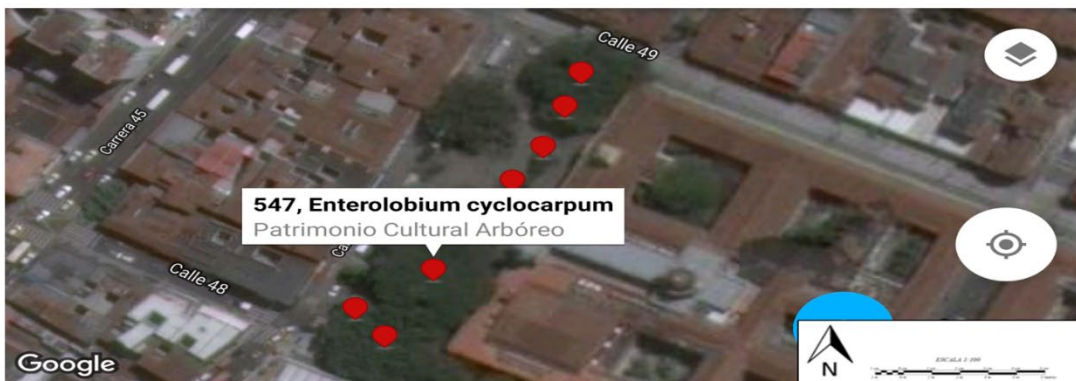 Calle 49
Carrera 45
547, Enterolobium cyclocarpum
Patrimonio Cultural Arbóreo
Calle 48
Google
N